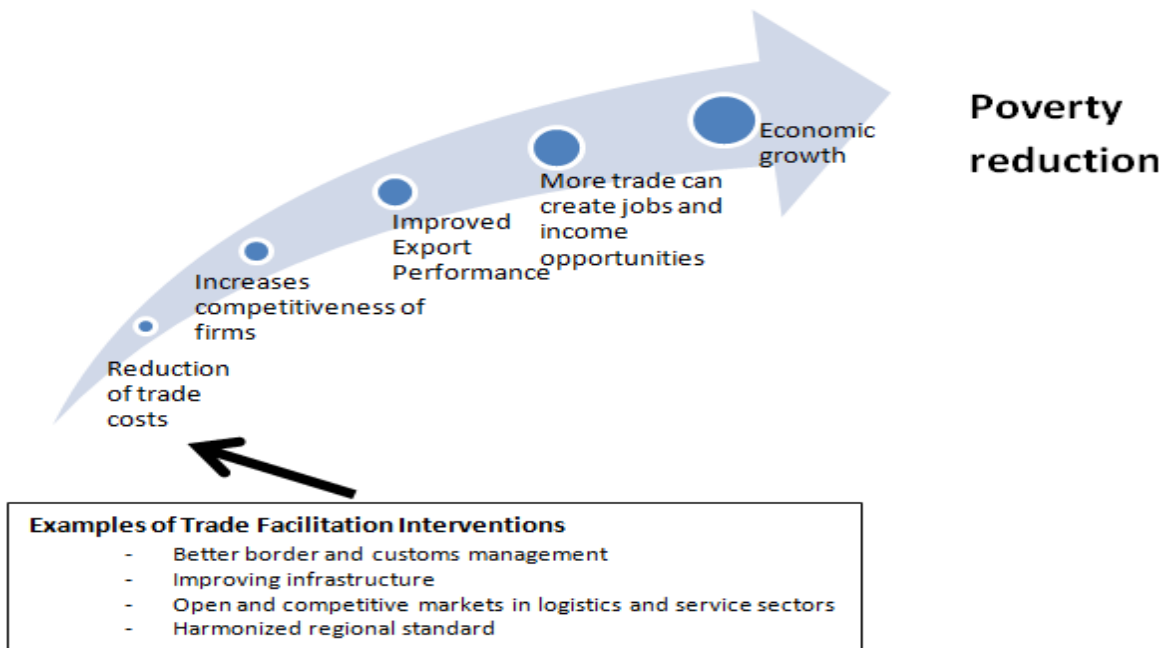 Poverty
reduction
Economic
growth
More trade can
create jobs and
income
opportunities
Improved
Export
Performance
Increases
competitiveness of
firms
Reduction
of trade
costs
Examples of Trade Facilitation Interventions
- Better border and customs management
- Improving infrastructure
- Open and competitive markets in logistics and service sectors
- Harmonized regional standard